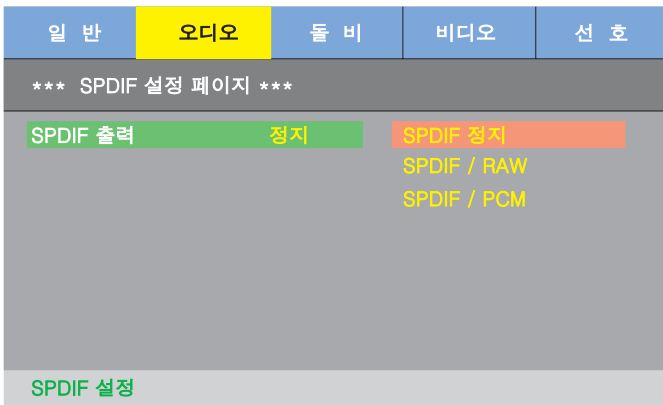 일 반 오디오 돌 비 비디오 선 호
*** SPDIF 설정 페이지 ***
SPDIF 출력 정지 SPDIF 정지
SPDIF / RAW
SPDIF / PCM
SPDIF 설정